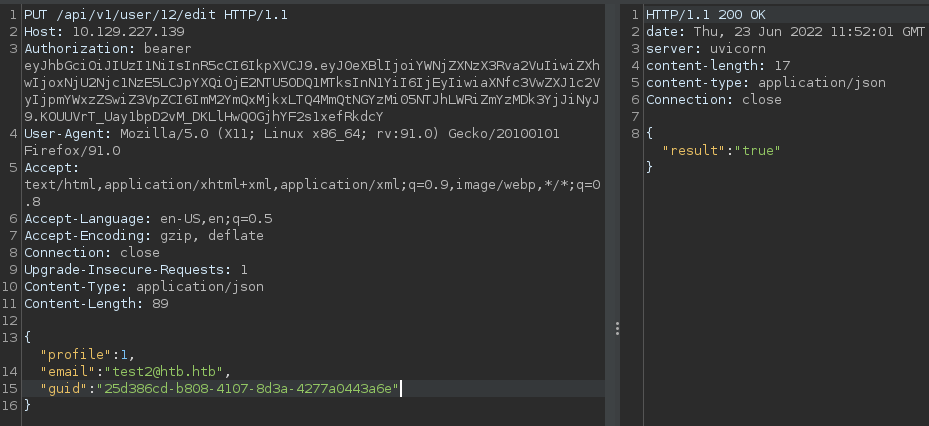 1 PUT /api/v1/user/12/edit HTTP/1.1
2 Host: 10.129.227.139
3 Authorization: bearer
eyJhbGciOiJIUzI1NiIsInR5cCI6IkpXVCJ9.eyJ0eXBlIjoiYWNjZXNzX3Rva2VuIiwiZXh
wIjoxNjU2Njc1NzE5LCJpYXQiOjE2NTU5ODQ1MTksInN1YiI6IjEyIiwiaXNfc3VwZXJ1c2V
yIjpmYWxzZSwiZ3VpZCI6ImM2YmQxMjkxLTQ4MmQtNGYzMi05NTJhLWRiZmYzMDk3YjJiNyJ
9.KOUUVrT_Uay1bpD2vM_DKLlHwQOGjhYF2s1xefRkdcY
4 User-Agent: Mozilla/5.0 (X11; Linux x86_64; rv:91.0) Gecko/20100101
Firefox/91.0
5 Accept:
text/html,application/xhtml+xml,application/xml;q=0.9,image/webp,*/*;q=0
.8
6 Accept-Language: en-US,en;q=0.5
7 Accept-Encoding: gzip, deflate
8 Connection: close
9 Upgrade-Insecure-Requests: 1
10 Content-Type: application/json
11 Content-Length: 89
12
13 {
"profile":1,
14 "email":"test2@htb.htb",
15 "guid":"25d386cd-b808-4107-8d3a-4277a0443a6e"
16 }
1 HTTP/1.1 200 OK
2 date: Thu, 23 Jun 2022 11:52:01 GMT
3 server: uvicorn
4 content-length: 17
5 content-type: application/json
6 Connection: close
7
8 {
"result":"true"
}